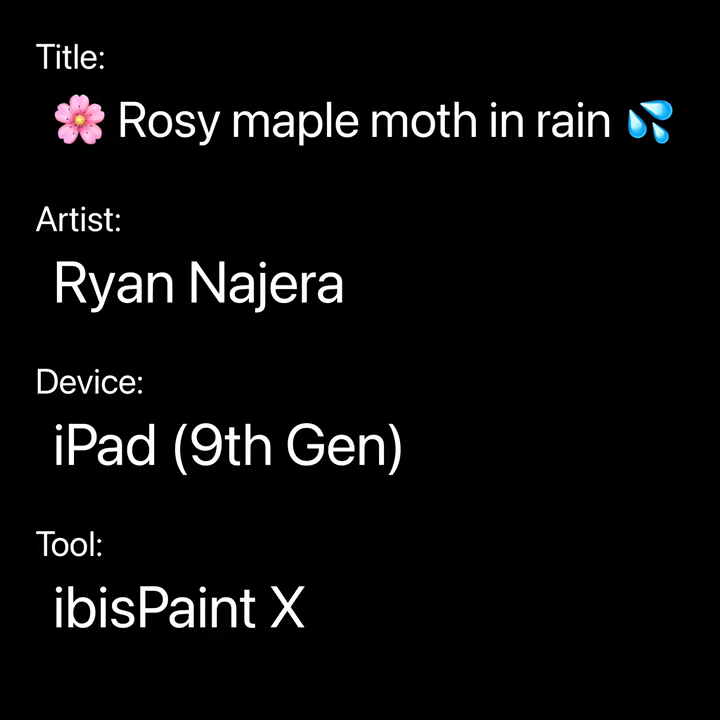 Title:
🌸 Rosy maple moth in rain 💦
Artist:
Ryan Najera
Device:
iPad (9th Gen)
Tool:
ibisPaint X